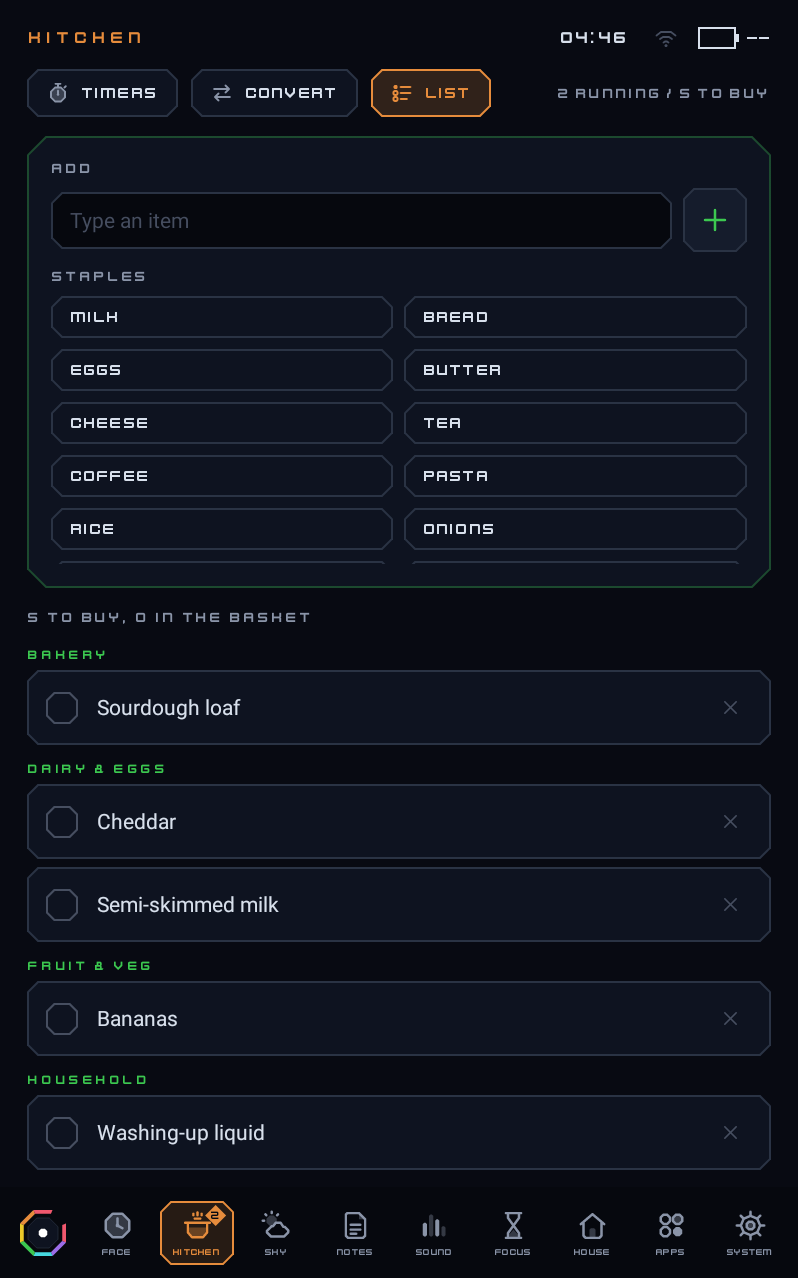 KITCHEN
04:46 --
TIMERS CONVERT LIST 2 RUNNING / 5 TO BUY
ADD
Type an item
STAPLES
MILK BREAD
EGGS BUTTER
CHEESE TEA
COFFEE PASTA
RICE ONIONS
5 TO BUY, 0 IN THE BASKET
BAKERY
Sourdough loaf
DAIRY & EGGS
Cheddar
Semi-skimmed milk
FRUIT & VEG
Bananas
HOUSEHOLD
Washing-up liquid
2
FACE KITCHEN SKY NOTES SOUND FOCUS HOUSE APPS SYSTEM